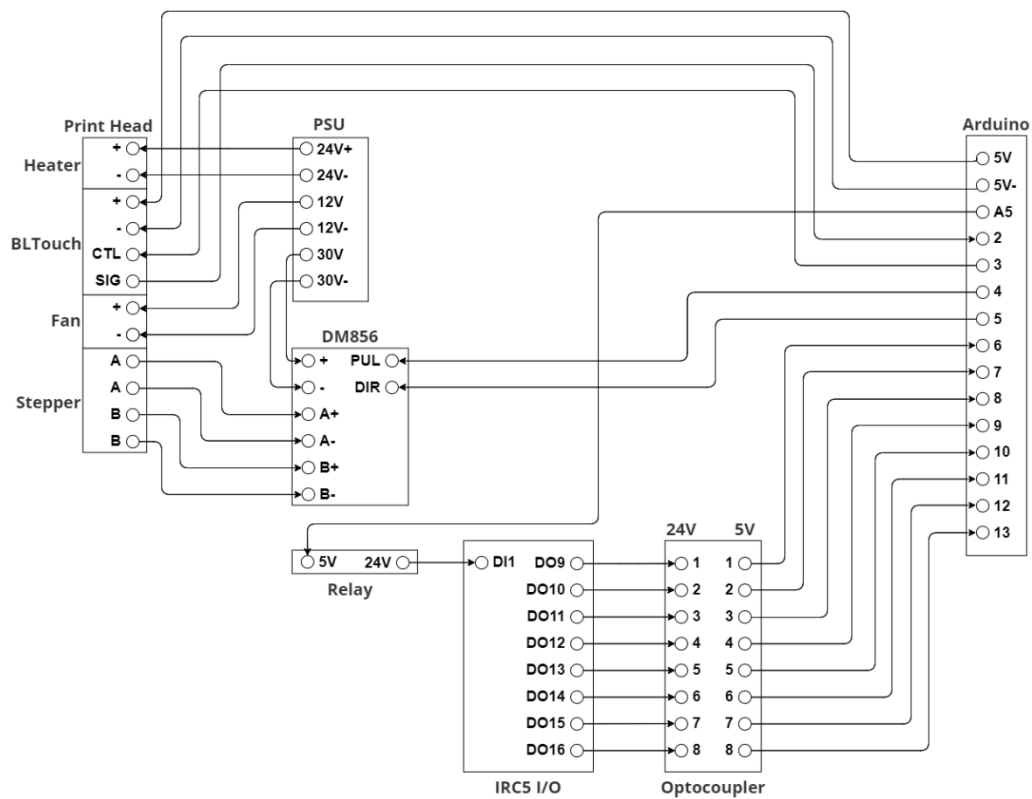 Print Head
Heater
+
-
BLTouch
+
-
CTL
SIG
Fan
+
-
Stepper
A
A
B
B
PSU
24V+
24V-
12V
12V-
30V
30V-
DM856
+ PUL
- DIR
A+
A-
B+
B-
Arduino
5V
5V-
A5
2
3
4
5
6
7
8
9
10
11
12
13
5V 24V
Relay
DI1 DO9
DO10
DO11
DO12
DO13
DO14
DO15
DO16
IRC5 I/O
24V 5V
1 1
2 2
3 3
4 4
5 5
6 6
7 7
8 8
Optocoupler